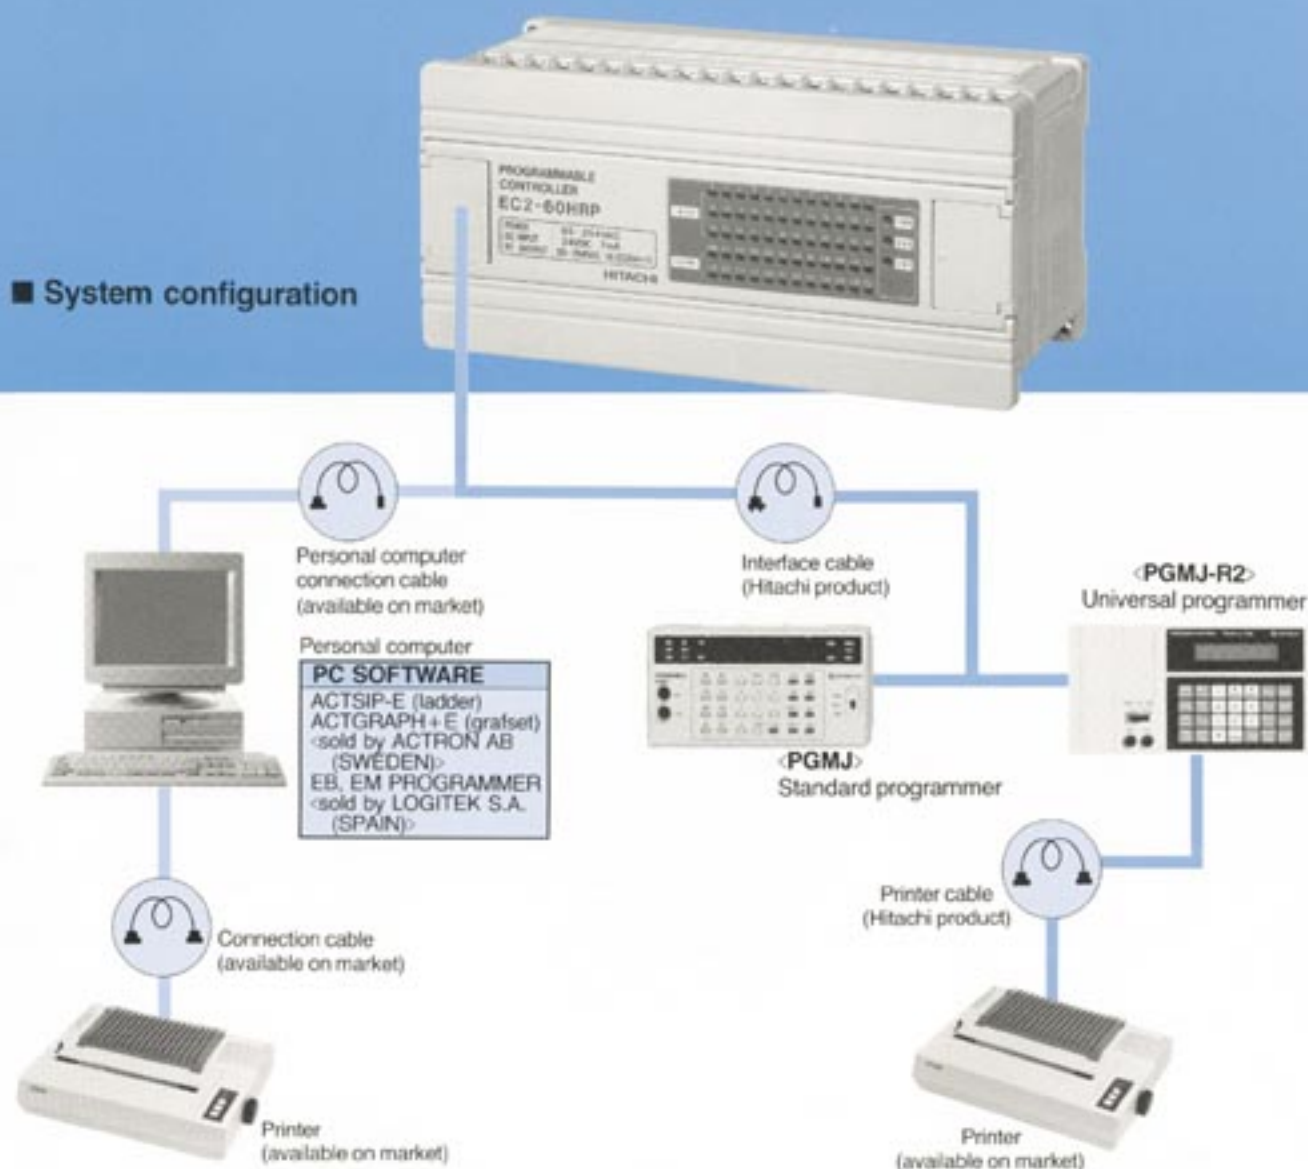 PROGRAMMABLE
CONTROLLER
EC2-60HRP
POWER
HITACHI
■ System configuration
Personal computer
connection cable
(available on market)
Interface cable
(Hitachi product)
<PGMJ-R2>
Universal programmer
Personal computer
PC SOFTWARE
ACTSIP-E (ladder)
ACTGRAPH+E (grafset)
<sold by ACTRON AB
(SWEDEN)>
EB, EM PROGRAMMER
<sold by LOGITEK S.A.
(SPAIN)>
<PGMJ>
Standard programmer
Printer cable
(Hitachi product)
Connection cable
(available on market)
Printer
(available on market)
Printer
(available on market)